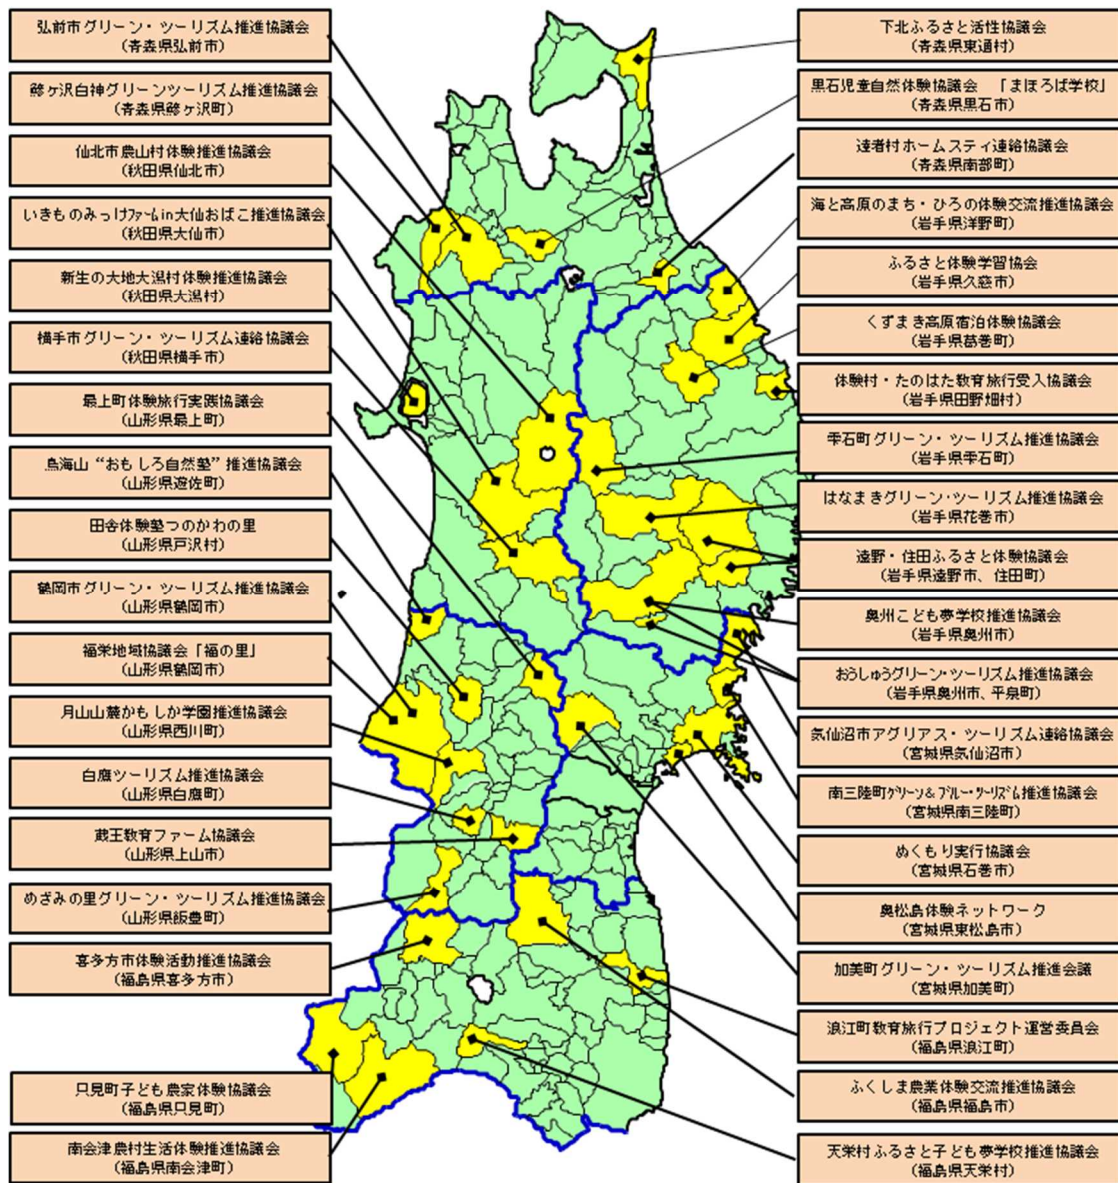 弘前市グリーン・ツーリズム推進協議会
(青森県弘前市)
鰺ヶ沢白神グリーンツーリズム推進協議会
(青森県鰺ヶ沢町)
仙北市農山村体験推進協議会
(秋田県仙北市)
いきものみっけファームin大仙おばこ推進協議会
(秋田県大仙市)
新生の大地大潟村体験推進協議会
(秋田県大潟村)
横手市グリーン・ツーリズム連絡協議会
(秋田県横手市)
最上町体験旅行実践協議会
(山形県最上町)
鳥海山“おもしろ自然塾”推進協議会
(山形県遊佐町)
田舎体験塾つのかわの里
(山形県戸沢村)
鶴岡市グリーン・ツーリズム推進協議会
(山形県鶴岡市)
福栄地域協議会「福の里」
(山形県鶴岡市)
月山山麓かもしか学園推進協議会
(山形県西川町)
白鷹ツーリズム推進協議会
(山形県白鷹町)
蔵王教育ファーム協議会
(山形県上山市)
めざみの里グリーン・ツーリズム推進協議会
(山形県飯豊町)
喜多方市体験活動推進協議会
(福島県喜多方市)
只見町子ども農家体験協議会
(福島県只見町)
南会津農村生活体験推進協議会
(福島県南会津町)
下北ふるさと活性協議会
(青森県東通村)
黒石児童自然体験協議会 「まほろば学校」
(青森県黒石市)
達者村ホームスティ連絡協議会
(青森県南部町)
海と高原のまち・ひろの体験交流推進協議会
(岩手県洋野町)
ふるさと体験学習協会
(岩手県久慈市)
くずまき高原宿泊体験協議会
(岩手県葛巻町)
体験村・たのはた教育旅行受入協議会
(岩手県田野畑村)
雫石町グリーン・ツーリズム推進協議会
(岩手県雫石町)
はなまきグリーン・ツーリズム推進協議会
(岩手県花巻市)
遠野・住田ふるさと体験協議会
(岩手県遠野市、住田町)
奥州こども夢学校推進協議会
(岩手県奥州市)
おうしゅうグリーン・ツーリズム推進協議会
(岩手県奥州市、平泉町)
気仙沼市アグリアス・ツーリズム連絡協議会
(宮城県気仙沼市)
南三陸町グリーン&ブルー・ツーリズム推進協議会
(宮城県南三陸町)
ぬくもり実行協議会
(宮城県石巻市)
奥松島体験ネットワーク
(宮城県東松島市)
加美町グリーン・ツーリズム推進会議
(宮城県加美町)
浪江町教育旅行プロジェクト運営委員会
(福島県浪江町)
ふくしま農業体験交流推進協議会
(福島県福島市)
天栄村ふるさと子ども夢学校推進協議会
(福島県天栄村)